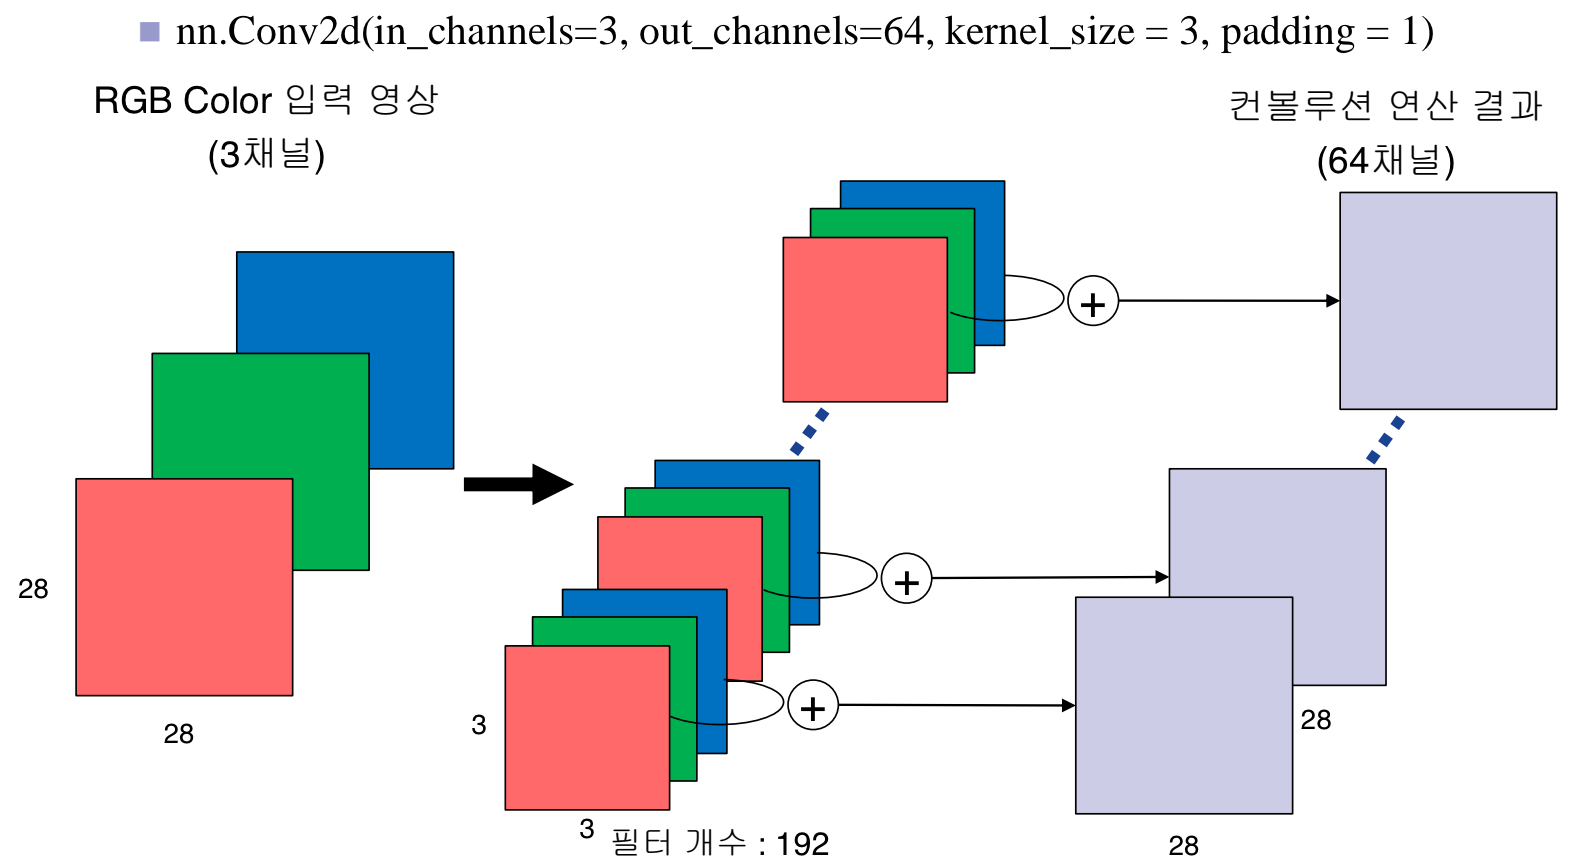 nn.Conv2d(in_channels=3, out_channels=64, kernel_size = 3, padding = 1)
RGB Color 입력 영상
(3채널)
컨볼루션 연산 결과
(64채널)
+
+
28
+
3
28
28
3
필터 개수 : 192
28